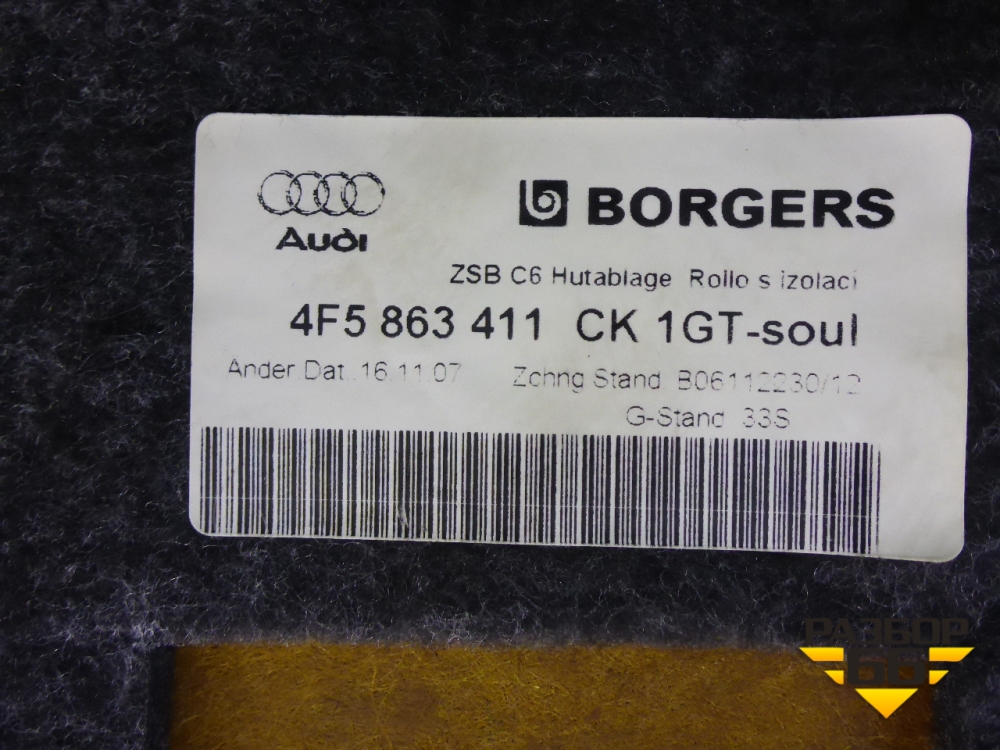 Audi
BORGERS
ZSB C6 Hutablage Rollo s izolaci
4F5 863 411 CK 1GT-soul
Ander.Dat. 16.11.07 Zchng Stand B06112230/12
G-Stand 33S
РАЗБОР
60